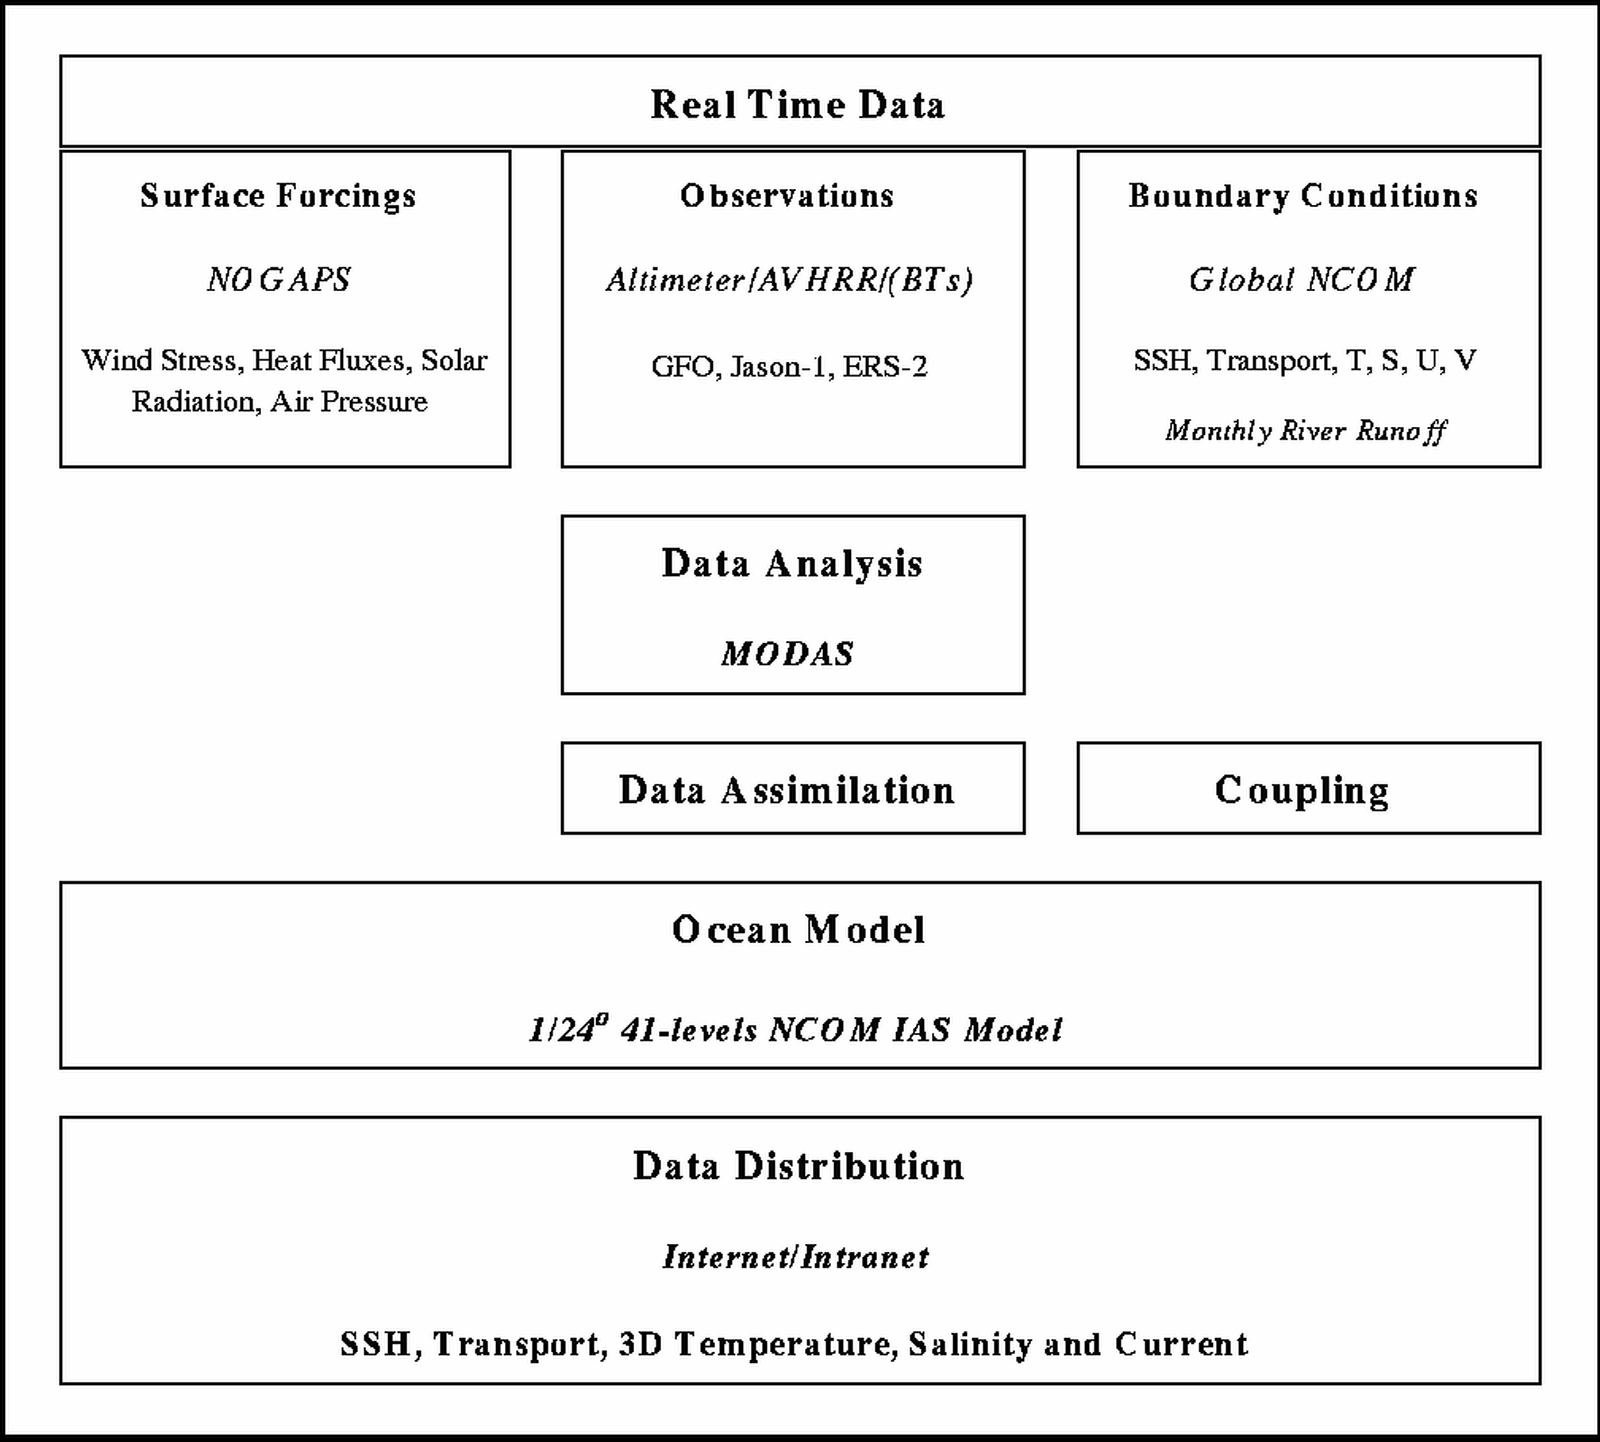 Real Time Data
Surface Forcings
NOGAPS
Wind Stress, Heat Fluxes, Solar
Radiation, Air Pressure
Observations
Altimeter/AVHRR/(BTs)
GFO, Jason-1, ERS-2
Boundary Conditions
Global NCOM
SSH, Transport, T, S, U, V
Monthly River Runoff
Data Analysis
MODAS
Data Assimilation
Coupling
Ocean Model
1/24º 41-levels NCOM IAS Model
Data Distribution
Internet/Intranet
SSH, Transport, 3D Temperature, Salinity and Current